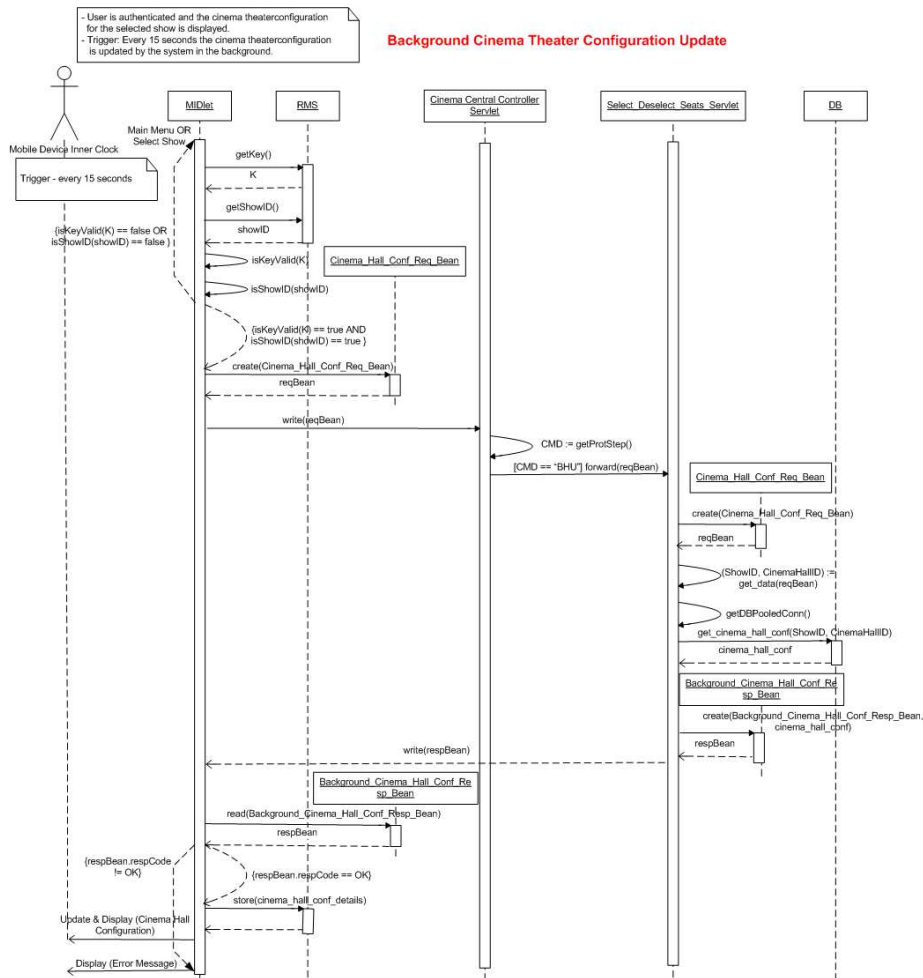 - User is authenticated and the cinema theaterconfiguration
for the selected show is displayed.
- Trigger: Every 15 seconds the cinema theaterconfiguration
is updated by the system in the background.
Background Cinema Theater Configuration Update
MIDlet
RMS
Cinema Central Controller
Servlet
Select_Deselect_Seats_Servlet
DB
Main Menu OR
Select Show
Mobile Device Inner Clock
Trigger - every 15 seconds
getKey()
K
getShowID()
showID
{isKeyValid(K) == false OR
isShowID(showID) == false }
isKeyValid(K)
Cinema_Hall_Conf_Req_Bean
isShowID(showID)
{isKeyValid(K) == true AND
isShowID(showID) == true }
create(Cinema_Hall_Conf_Req_Bean)
reqBean
write(reqBean)
CMD := getProtStep()
[CMD == "BHU"] forward(reqBean)
Cinema_Hall_Conf_Req_Bean
create(Cinema_Hall_Conf_Req_Bean)
reqBean
(ShowID, CinemaHallID) :=
get_data(reqBean)
getDBPooledConn()
get_cinema_hall_conf(ShowID, CinemaHallID)
cinema_hall_conf
Background_Cinema_Hall_Conf_Re
sp_Bean
create(Background_Cinema_Hall_Conf_Resp_Bean,
cinema_hall_conf)
respBean
write(respBean)
Background_Cinema_Hall_Conf_Re
sp_Bean
read(Background_Cinema_Hall_Conf_Resp_Bean)
respBean
{respBean.respCode
!= OK}
{respBean.respCode == OK}
store(cinema_hall_conf_details)
Update & Display (Cinema Hall
Configuration)
Display (Error Message)